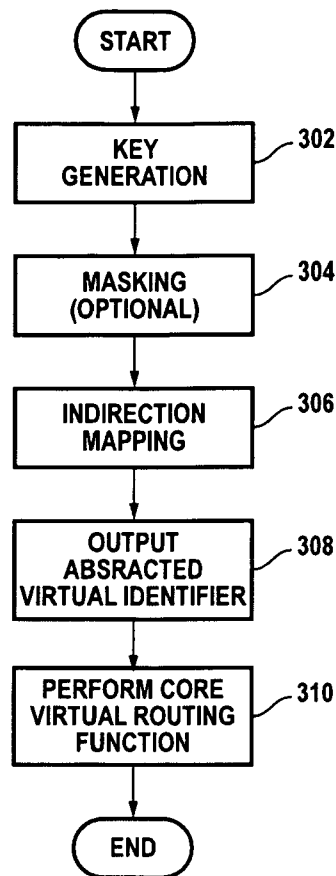 START
KEY
GENERATION
302
MASKING
(OPTIONAL)
304
INDIRECTION
MAPPING
306
OUTPUT
ABSRACTED
VIRTUAL IDENTIFIER
308
PERFORM CORE
VIRTUAL ROUTING
FUNCTION
310
END